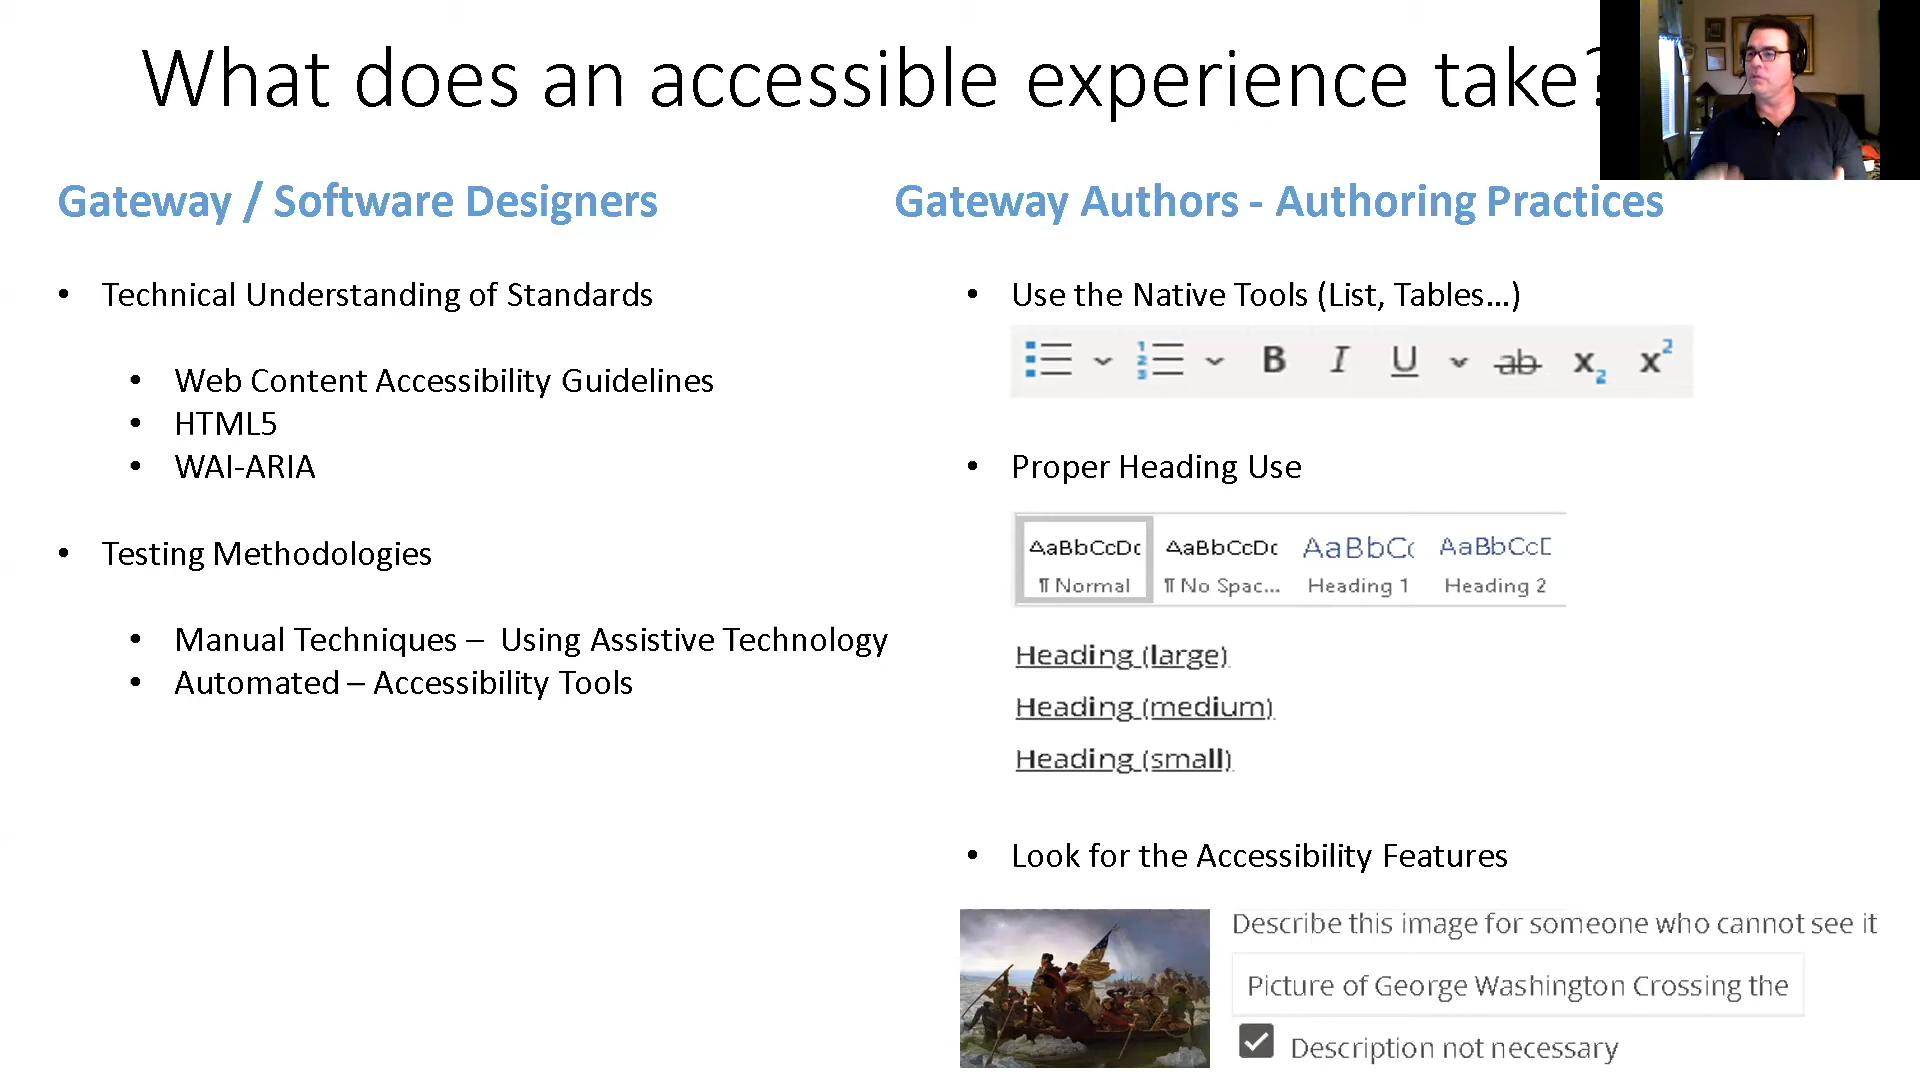 What does an accessible experience take?
Gateway / Software Designers
• Technical Understanding of Standards
• Web Content Accessibility Guidelines
• HTML5
• WAI-ARIA
• Testing Methodologies
• Manual Techniques – Using Assistive Technology
• Automated – Accessibility Tools
Gateway Authors - Authoring Practices
• Use the Native Tools (List, Tables...)
1 2 3 B I U ab x2 x2
• Proper Heading Use
AaBbCcDc AaBbCcDc AaBbC( AaBbCcD
¶ Normal ¶ No Spac... Heading 1 Heading 2
Heading (large)
Heading (medium)
Heading (small)
• Look for the Accessibility Features
Describe this image for someone who cannot see it
Picture of George Washington Crossing the
Description not necessary